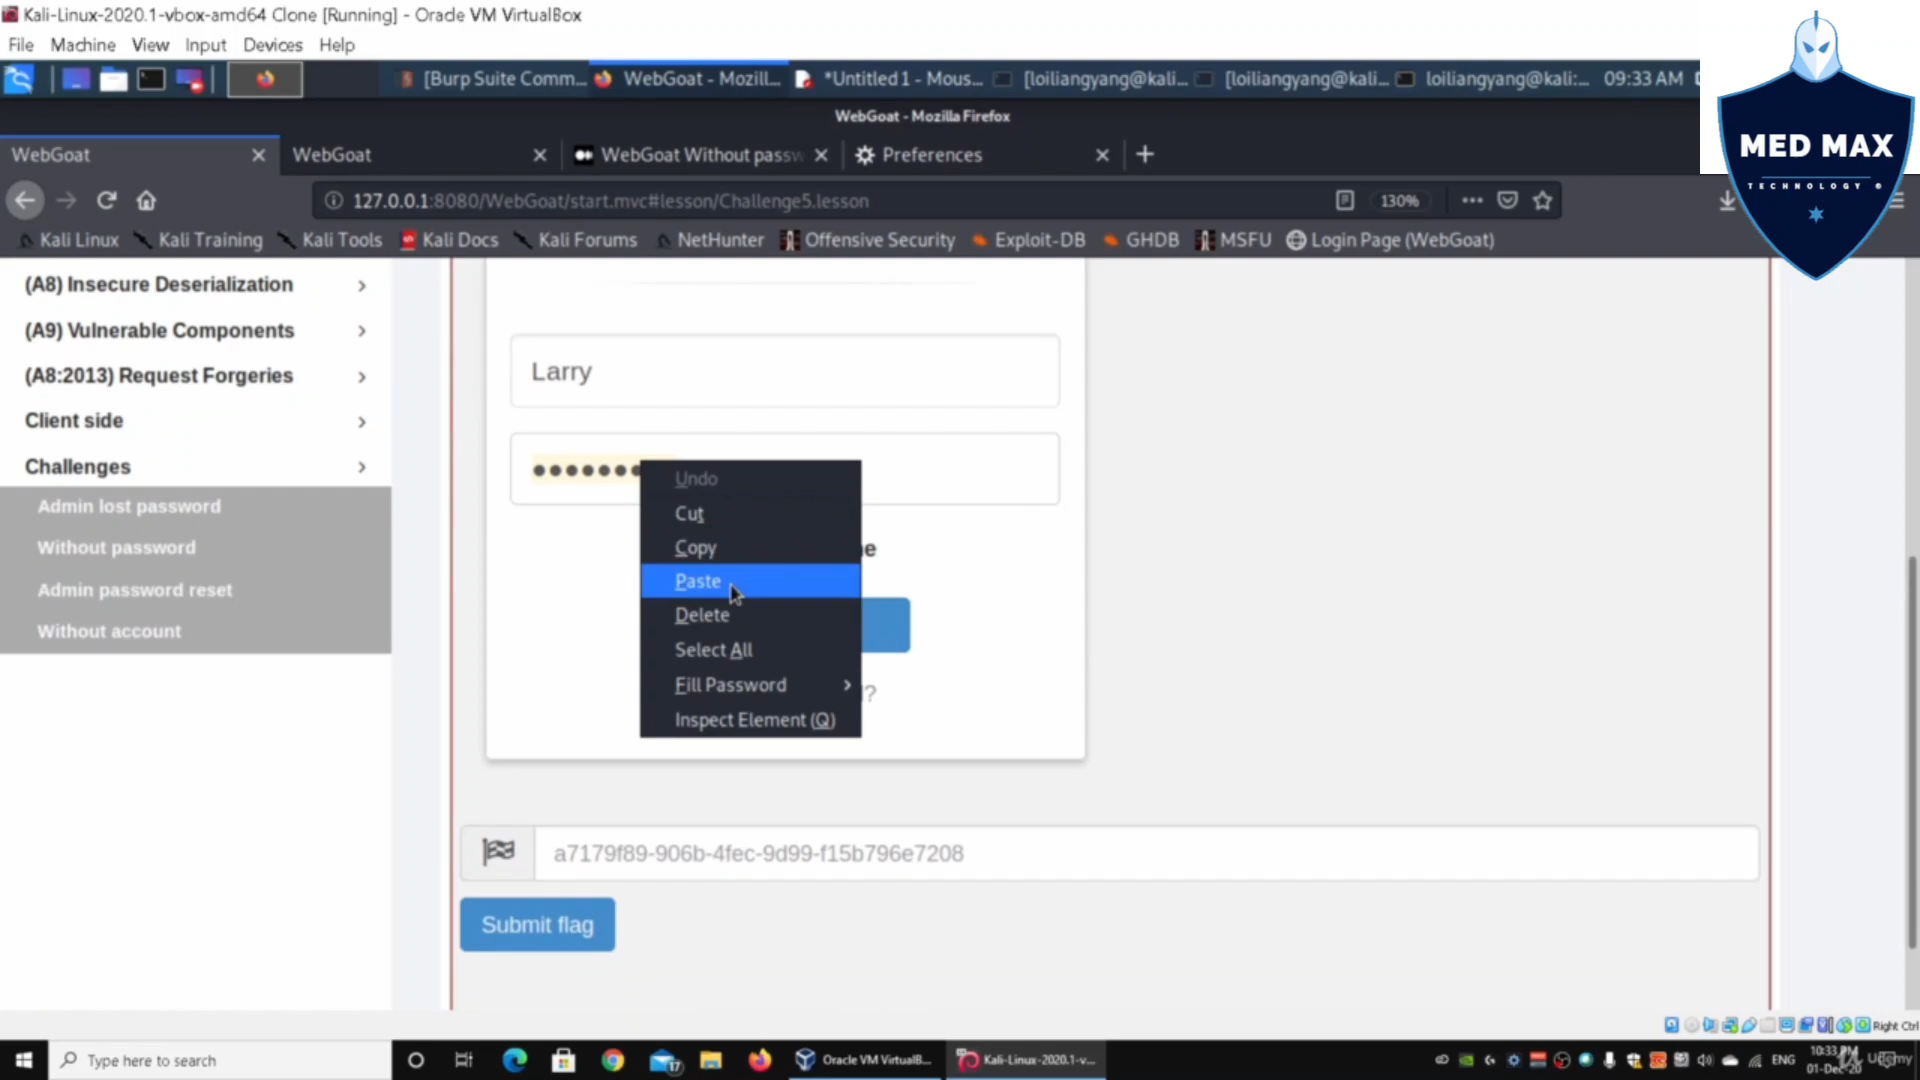 Kali-Linux-2020.1-vbox-amd64 Clone [Running] - Oracle VM VirtualBox
File Machine View Input Devices Help
[Burp Suite Comm... WebGoat - Mozill... *Untitled 1 - Mous... [loiliangyang@kali... [loiliangyang@kali... loiliangyang@kali:... 09:33 AM
WebGoat - Mozilla Firefox
WebGoat WebGoat WebGoat Without passw Preferences
127.0.0.1:8080/WebGoat/start.mvc#lesson/Challenge5.lesson 130%
Kali Linux Kali Training Kali Tools Kali Docs Kali Forums NetHunter Offensive Security Exploit-DB GHDB MSFU Login Page (WebGoat)
MED MAX
TECHNOLOGY
(A8) Insecure Deserialization
(A9) Vulnerable Components
(A8:2013) Request Forgeries
Client side
Challenges
Admin lost password
Without password
Admin password reset
Without account
Larry
Undo
Cut
Copy
Paste
Delete
Select All
Fill Password
Inspect Element (Q)
a7179f89-906b-4fec-9d99-f15b796e7208
Submit flag
Right Ctrl
Type here to search
17
Oracle VM VirtualB...
Kali-Linux-2020.1-v...
ENG
10:33 PM
01-Dec-20
Udemy